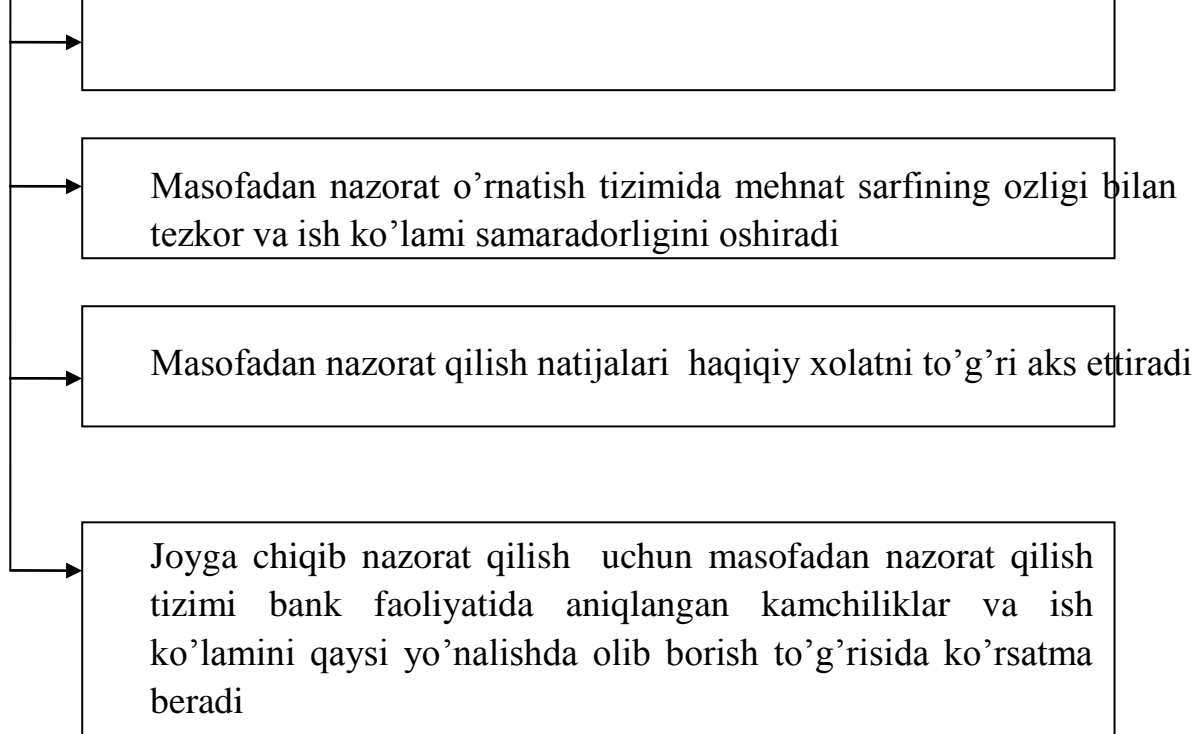 Masofadan nazorat o’rnatish tizimida mehnat sarfining ozligi bilan
tezkor va ish ko’lami samaradorligini oshiradi
Masofadan nazorat qilish natijalari haqiqiy xolatni to’g’ri aks ettiradi
Joyga chiqib nazorat qilish uchun masofadan nazorat qilish
tizimi bank faoliyatida aniqlangan kamchiliklar va ish
ko’lamini qaysi yo’nalishda olib borish to’g’risida ko’rsatma
beradi